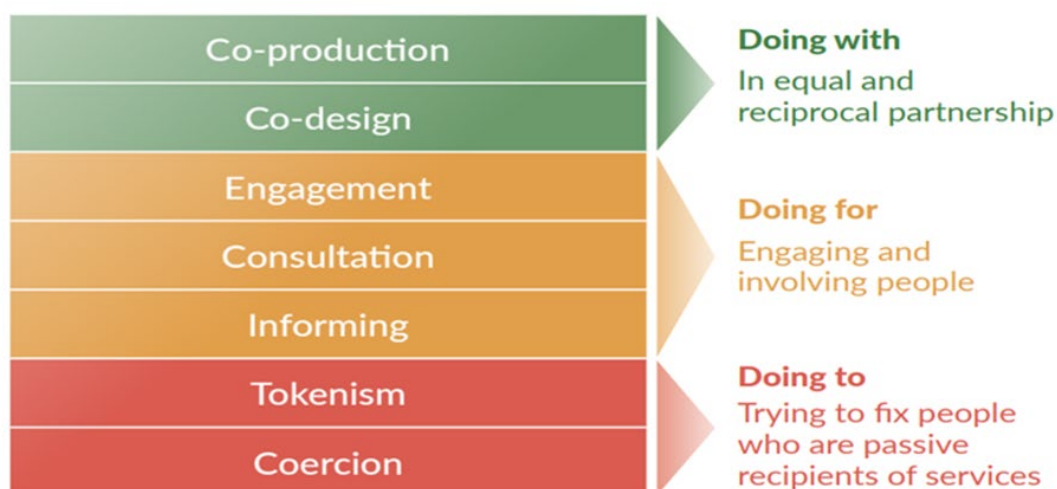 Co-production
Co-design
Doing with
In equal and
reciprocal partnership
Engagement
Consultation
Informing
Doing for
Engaging and
involving people
Tokenism
Coercion
Doing to
Trying to fix people
who are passive
recipients of services